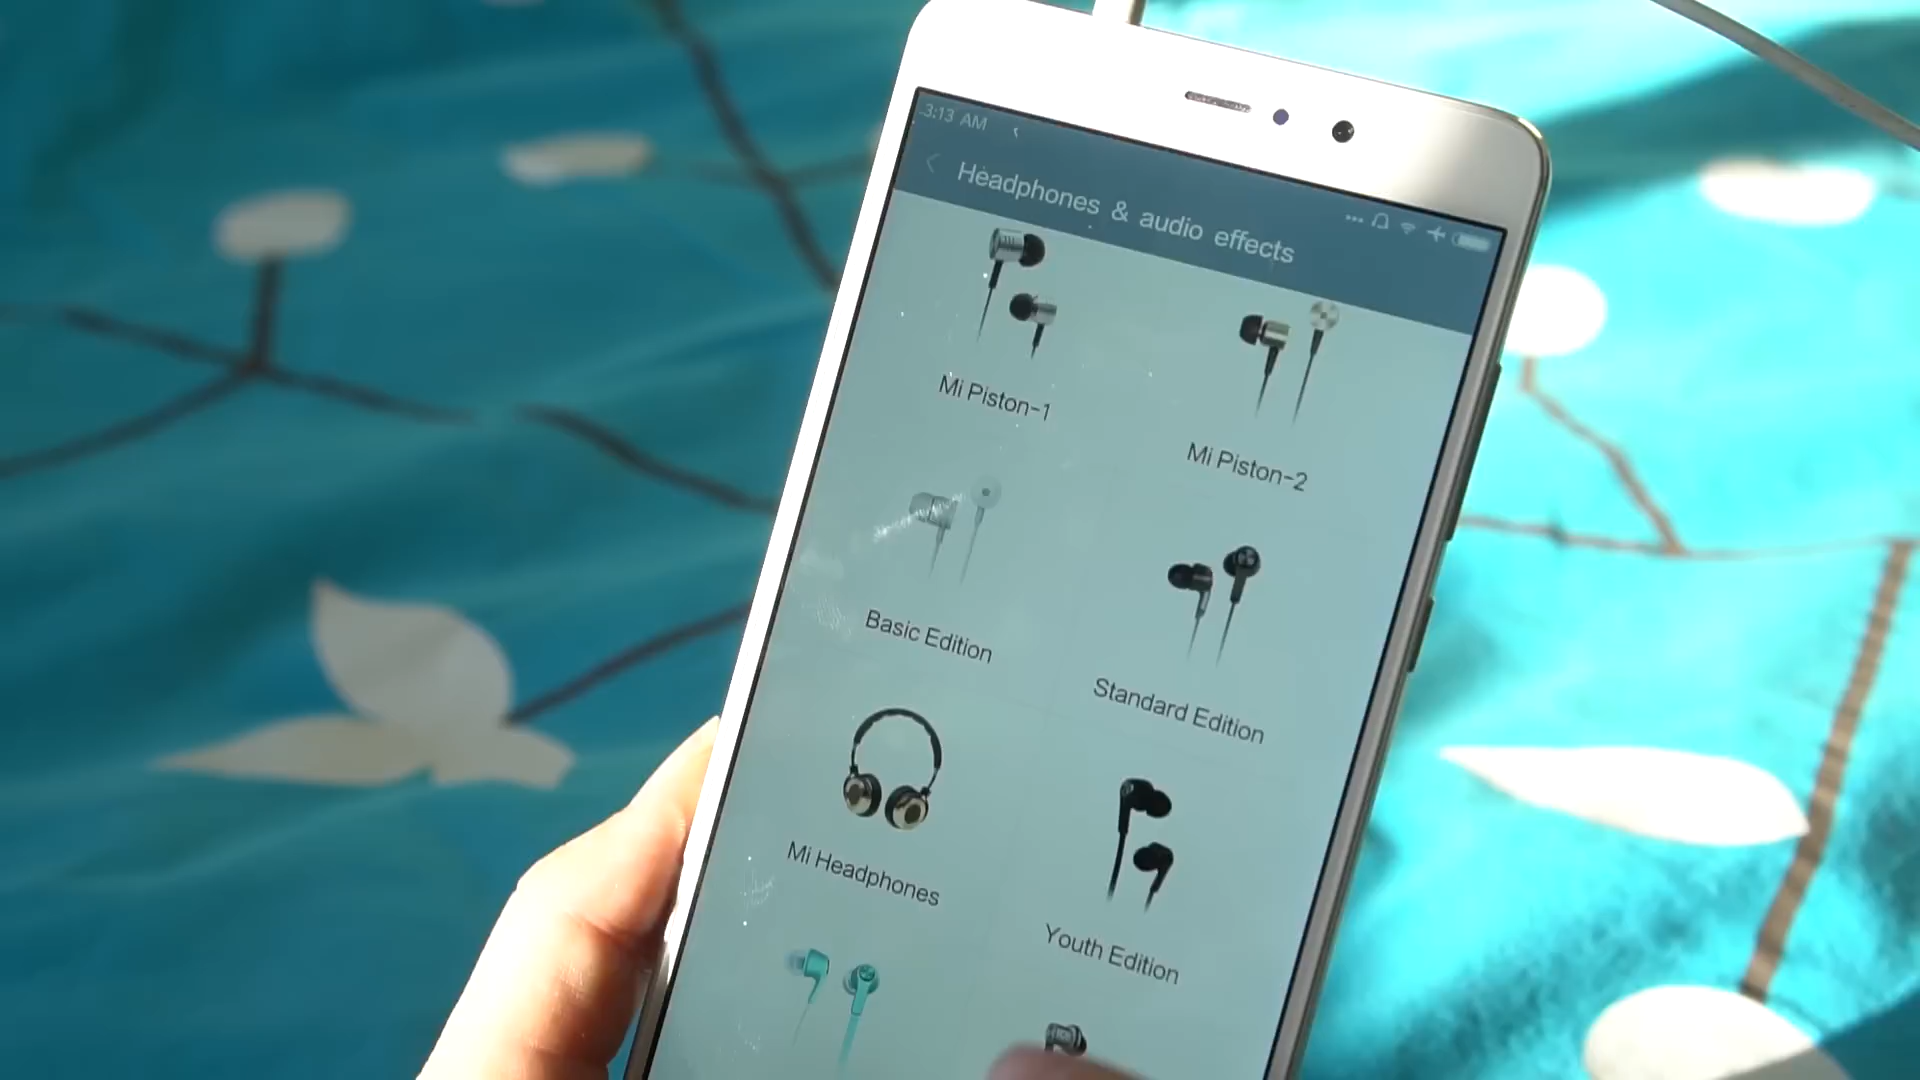 3:13 AM
Headphones & audio effects
Mi Piston-1
Mi Piston-2
Basic Edition
Standard Edition
Mi Headphones
Youth Edition